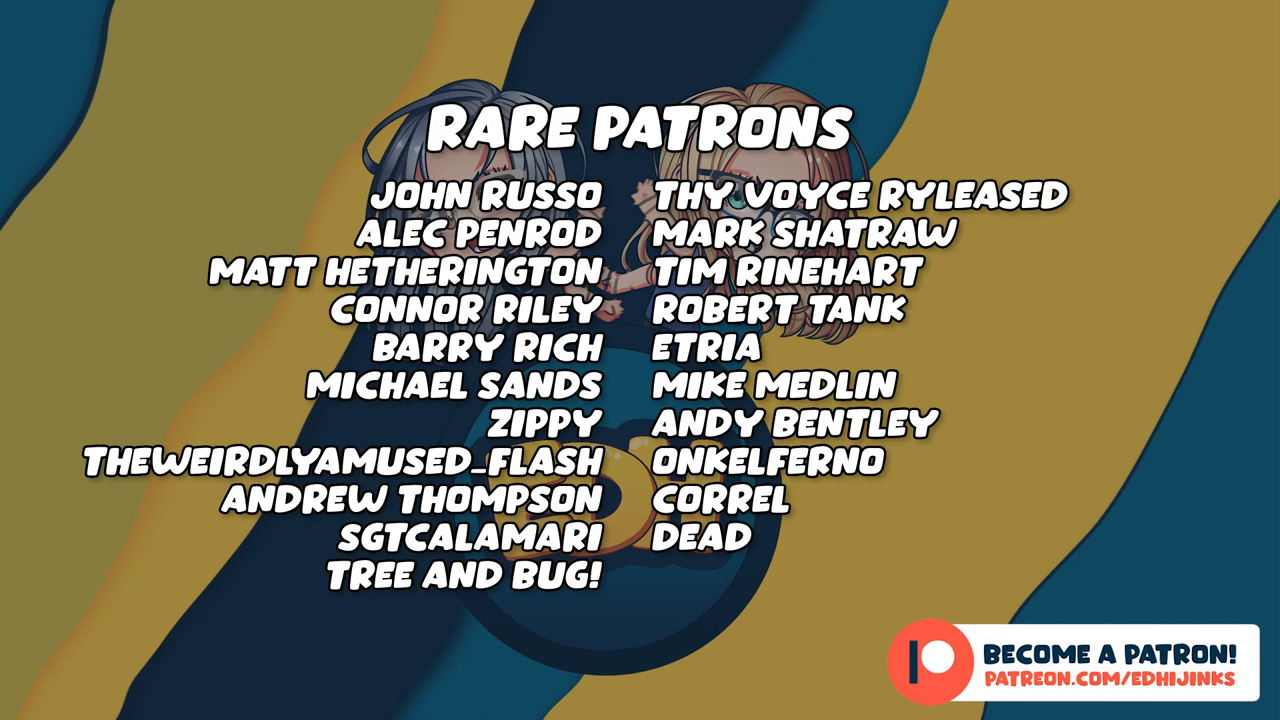 RARE PATRONS
JOHN RUSSO
ALEC PENROD
MATT HETHERINGTON
CONNOR RILEY
BARRY RICH
MICHAEL SANDS
ZIPPY
THEWEIRDLYAMUSED_FLASH
ANDREW THOMPSON
SGTCALAMARI
TREE AND BUG!
THY VOYCE RYLEASED
MARK SHATRAW
TIM RINEHART
ROBERT TANK
ETRIA
MIKE MEDLIN
ANDY BENTLEY
ONKELFERNO
CORREL
DEAD
EDH
BECOME A PATRON!
PATREON.COM/EDHIJINKS